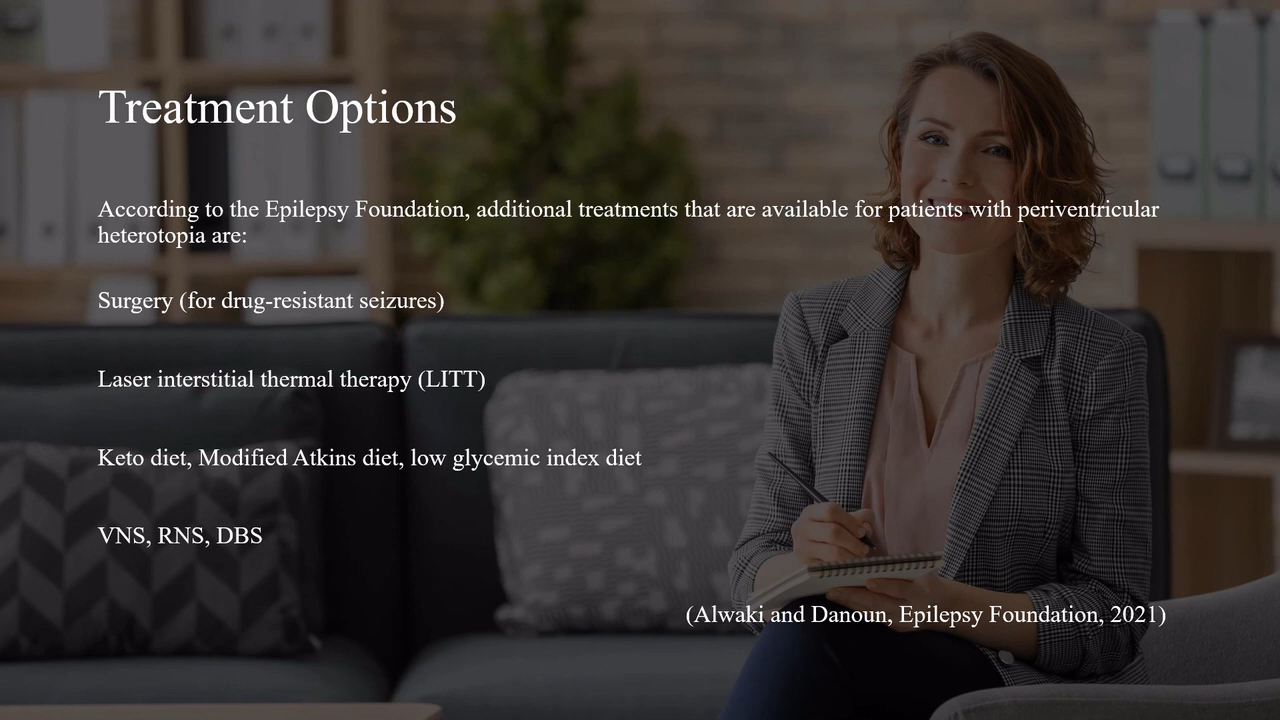 Treatment Options
According to the Epilepsy Foundation, additional treatments that are available for patients with periventricular
heterotopia are:
Surgery (for drug-resistant seizures)
Laser interstitial thermal therapy (LITT)
Keto diet, Modified Atkins diet, low glycemic index diet
VNS, RNS, DBS
(Alwaki and Danoun, Epilepsy Foundation, 2021)